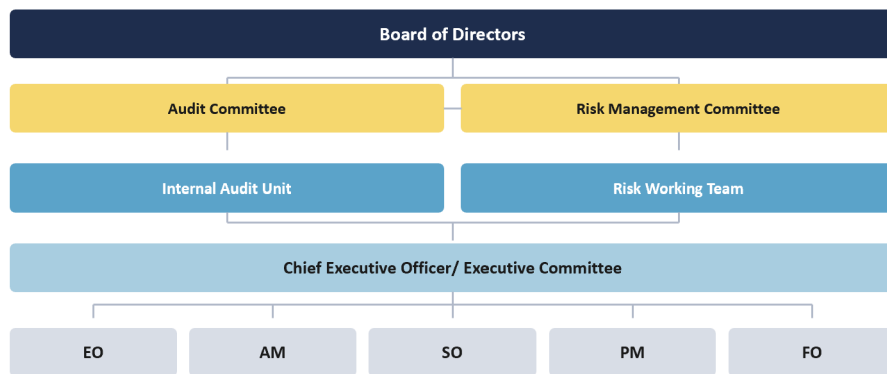 Board of Directors
Audit Committee
Risk Management Committee
Internal Audit Unit
Risk Working Team
Chief Executive Officer/ Executive Committee
EO
AM
SO
PM
FO